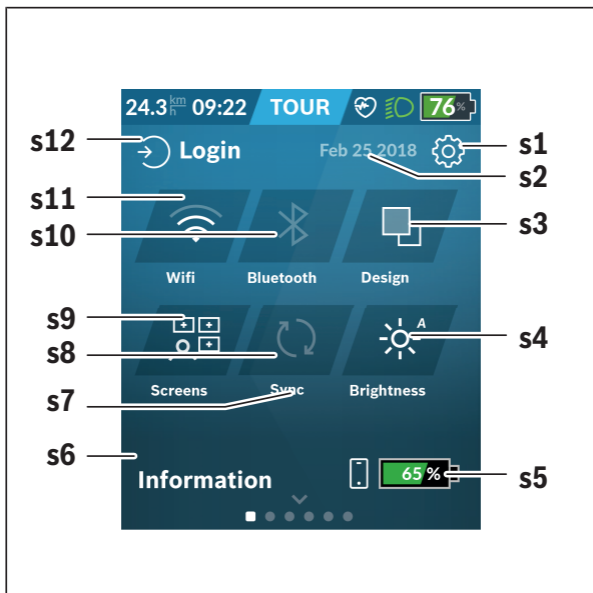 24.3 km/h 09:22 TOUR 76%
s12 Login Feb 25 2018 s1
s2
s11
s10
s3
Wifi Bluetooth Design
s9
s8
s4
A
Screens Sync Brightness
s7
s6
Information 65% s5